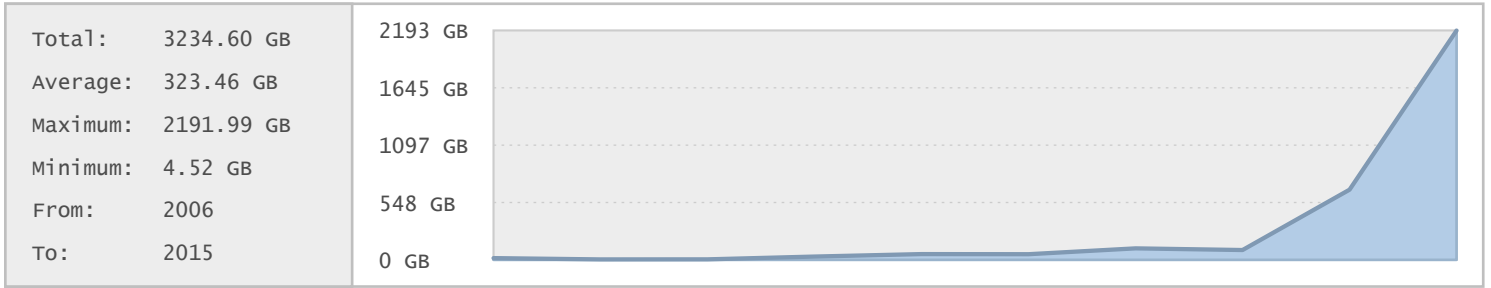 Total: 3234.60 GB
Average: 323.46 GB
Maximum: 2191.99 GB
Minimum: 4.52 GB
From: 2006
To: 2015
2193 GB
1645 GB
1097 GB
548 GB
0 GB